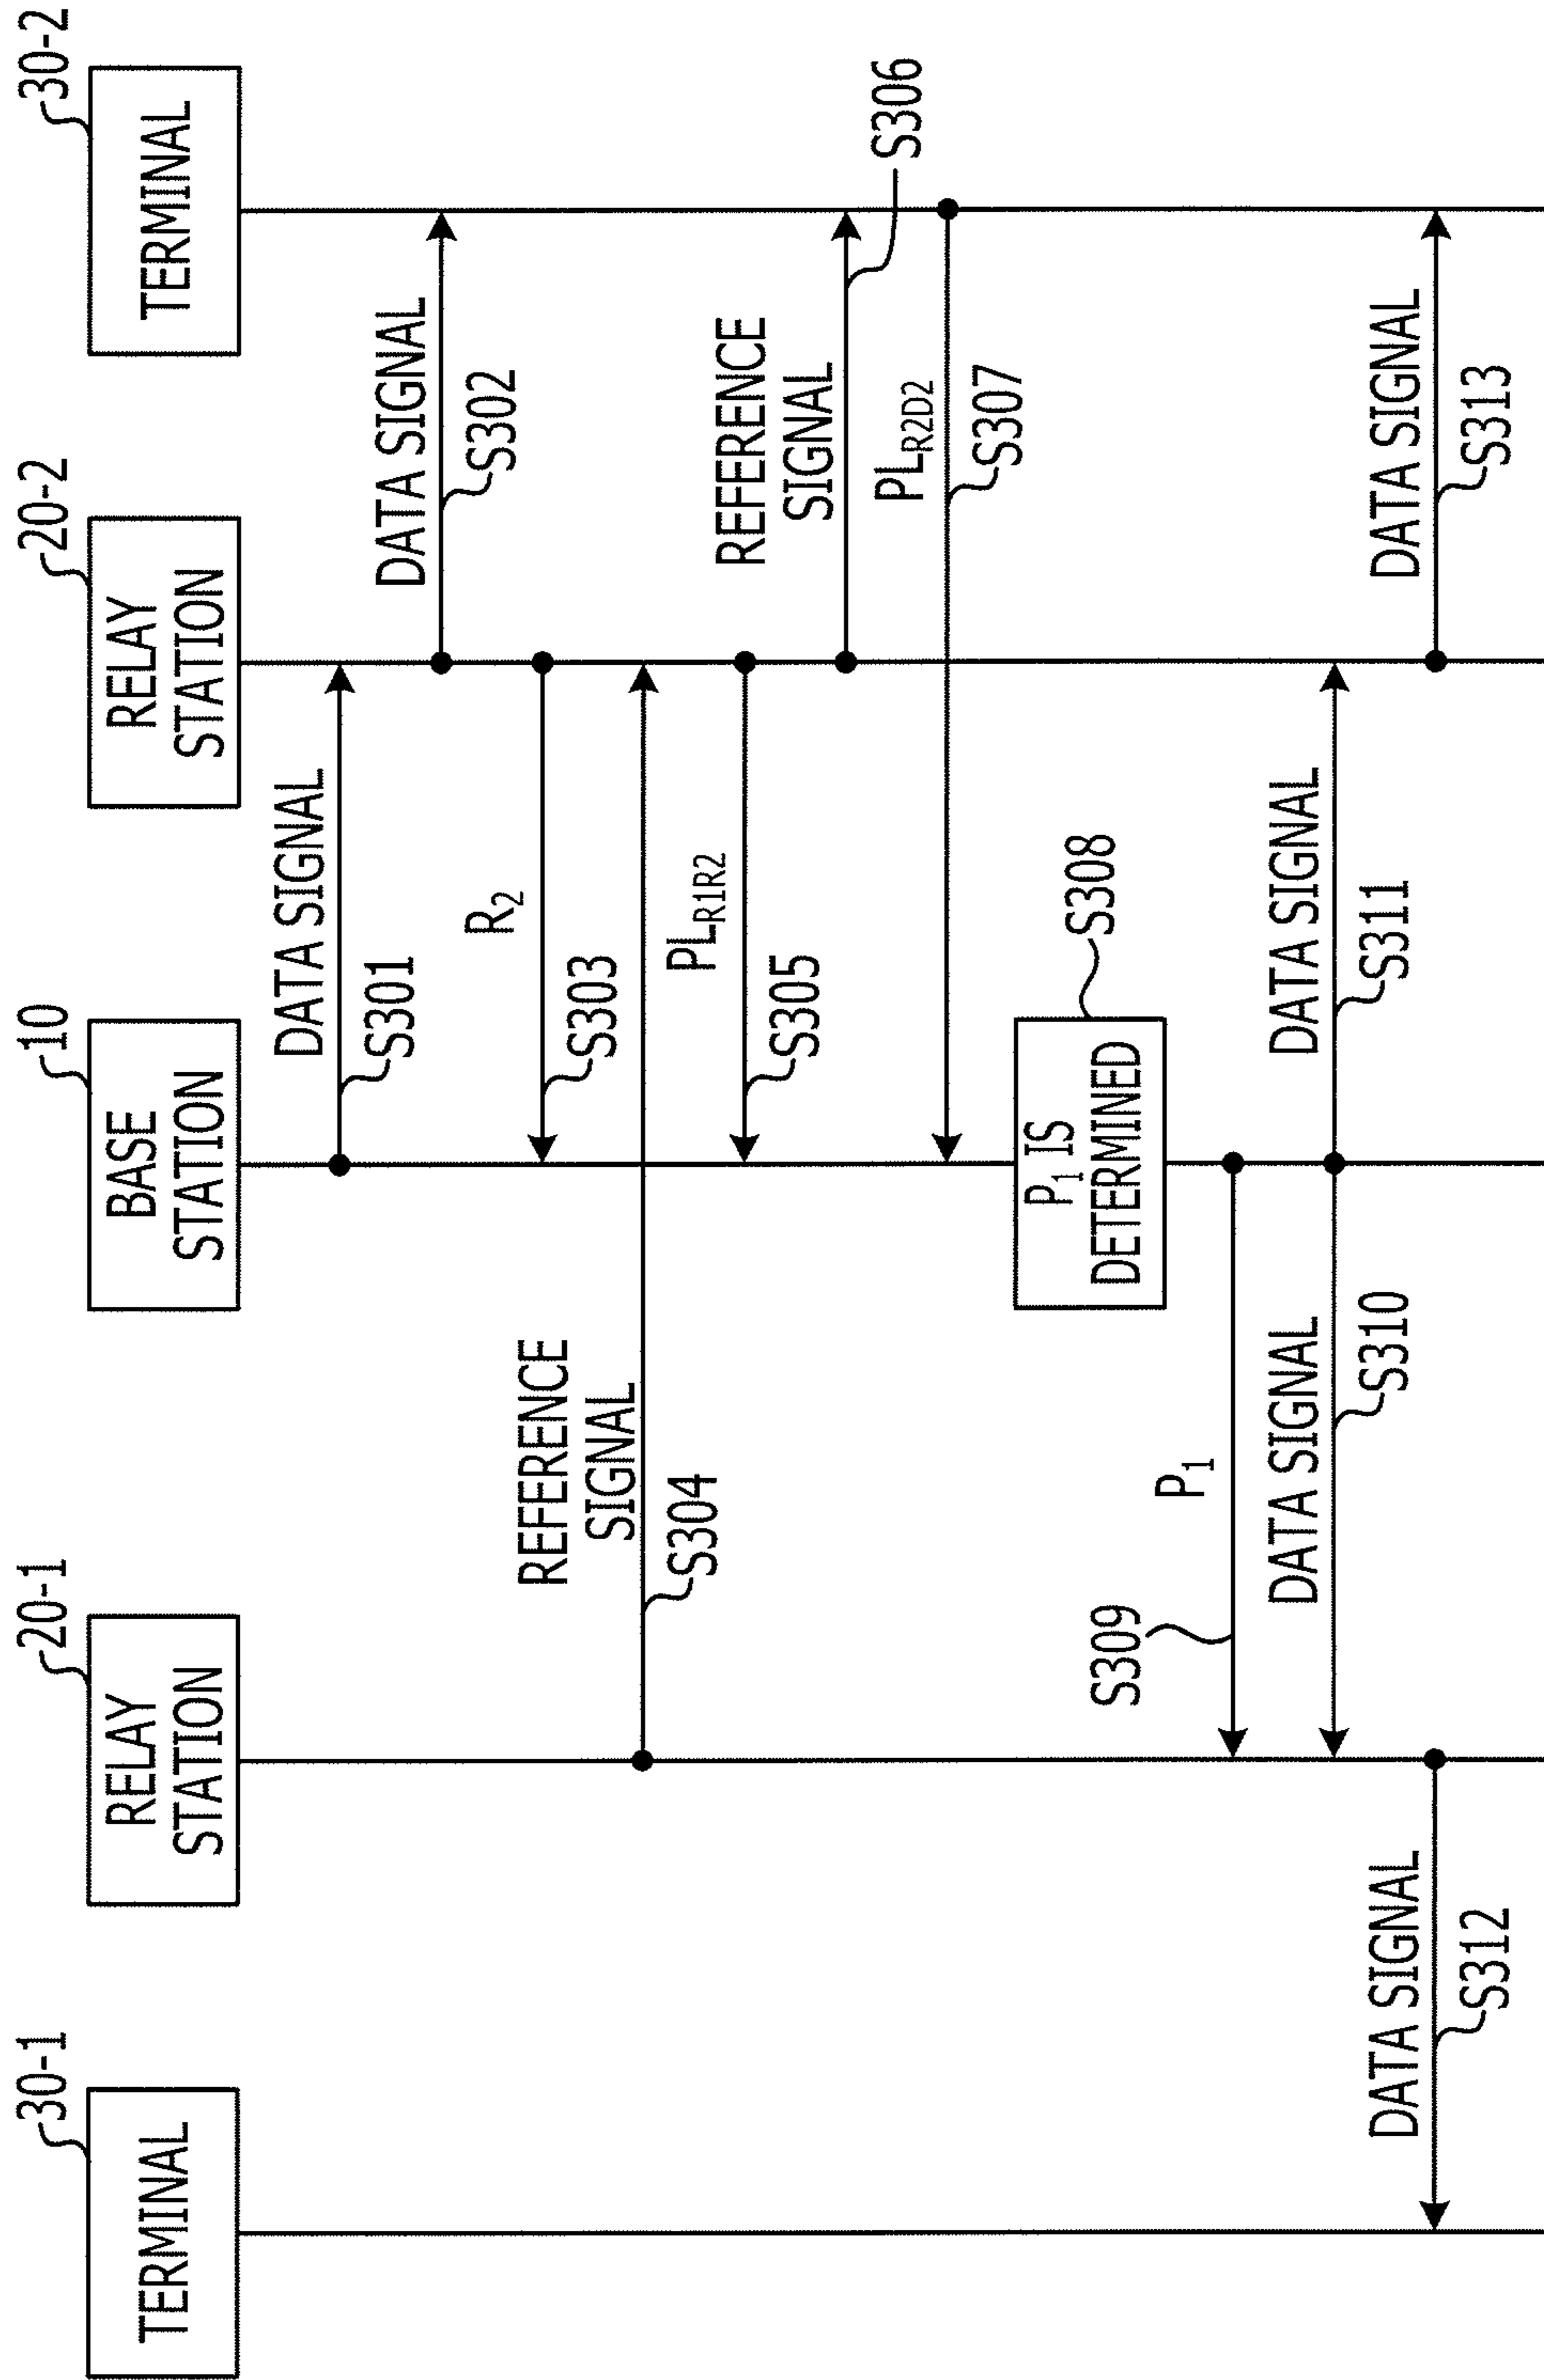 30-1
TERMINAL
20-1
RELAY
STATION
10
BASE
STATION
20-2
RELAY
STATION
30-2
TERMINAL
DATA SIGNAL
S301
DATA SIGNAL
S302
R2
S303
REFERENCE
SIGNAL
S304
PLR1R2
S305
REFERENCE
SIGNAL
S306
PLR2D2
S307
P1 IS
DETERMINED
S308
P1
S309
DATA SIGNAL
S310
DATA SIGNAL
S311
DATA SIGNAL
S312
DATA SIGNAL
S313